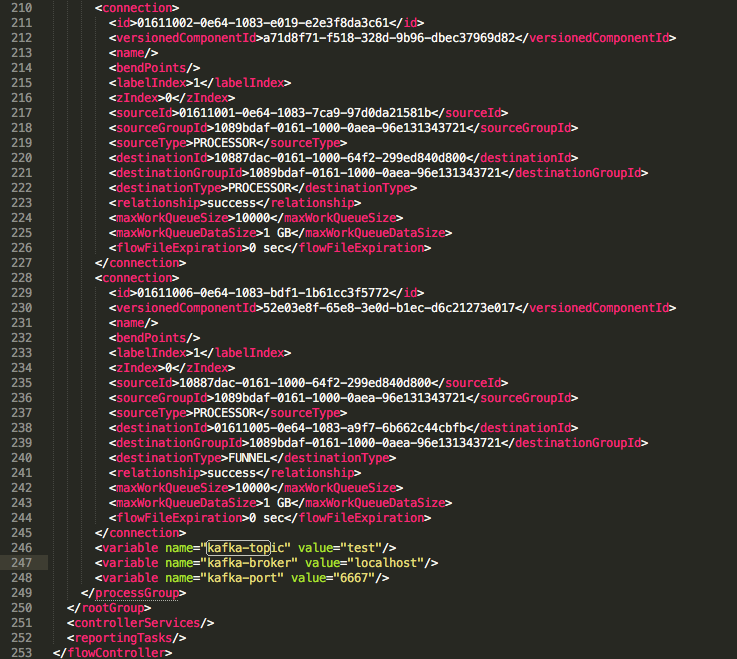 210 <connection>
211 <id>01611002-0e64-1083-e019-e2e3f8da3c61</id>
212 <versionedComponentId>a71d8f71-f518-328d-9b96-dbec37969d82</versionedComponentId>
213 <name/>
214 <bendPoints/>
215 <labelIndex>1</labelIndex>
216 <zIndex>0</zIndex>
217 <sourceId>01611001-0e64-1083-7ca9-97d0da21581b</sourceId>
218 <sourceGroupId>1089bdaf-0161-1000-0aea-96e131343721</sourceGroupId>
219 <sourceType>PROCESSOR</sourceType>
220 <destinationId>10887dac-0161-1000-64f2-299ed840d800</destinationId>
221 <destinationGroupId>1089bdaf-0161-1000-0aea-96e131343721</destinationGroupId>
222 <destinationType>PROCESSOR</destinationType>
223 <relationship>success</relationship>
224 <maxWorkQueueSize>10000</maxWorkQueueSize>
225 <maxWorkQueueDataSize>1 GB</maxWorkQueueDataSize>
226 <flowFileExpiration>0 sec</flowFileExpiration>
227 </connection>
228 <connection>
229 <id>01611006-0e64-1083-bdf1-1b61cc3f5772</id>
230 <versionedComponentId>52e03e8f-65e8-3e0d-b1ec-d6c21273e017</versionedComponentId>
231 <name/>
232 <bendPoints/>
233 <labelIndex>1</labelIndex>
234 <zIndex>0</zIndex>
235 <sourceId>10887dac-0161-1000-64f2-299ed840d800</sourceId>
236 <sourceGroupId>1089bdaf-0161-1000-0aea-96e131343721</sourceGroupId>
237 <sourceType>PROCESSOR</sourceType>
238 <destinationId>01611005-0e64-1083-a9f7-6b662c44cbfb</destinationId>
239 <destinationGroupId>1089bdaf-0161-1000-0aea-96e131343721</destinationGroupId>
240 <destinationType>FUNNEL</destinationType>
241 <relationship>success</relationship>
242 <maxWorkQueueSize>10000</maxWorkQueueSize>
243 <maxWorkQueueDataSize>1 GB</maxWorkQueueDataSize>
244 <flowFileExpiration>0 sec</flowFileExpiration>
245 </connection>
246 <variable name="kafka-topic" value="test"/>
247 <variable name="kafka-broker" value="localhost"/>
248 <variable name="kafka-port" value="6667"/>
249 </processGroup>
250 </rootGroup>
251 <controllerServices/>
252 <reportingTasks/>
253 </flowController>